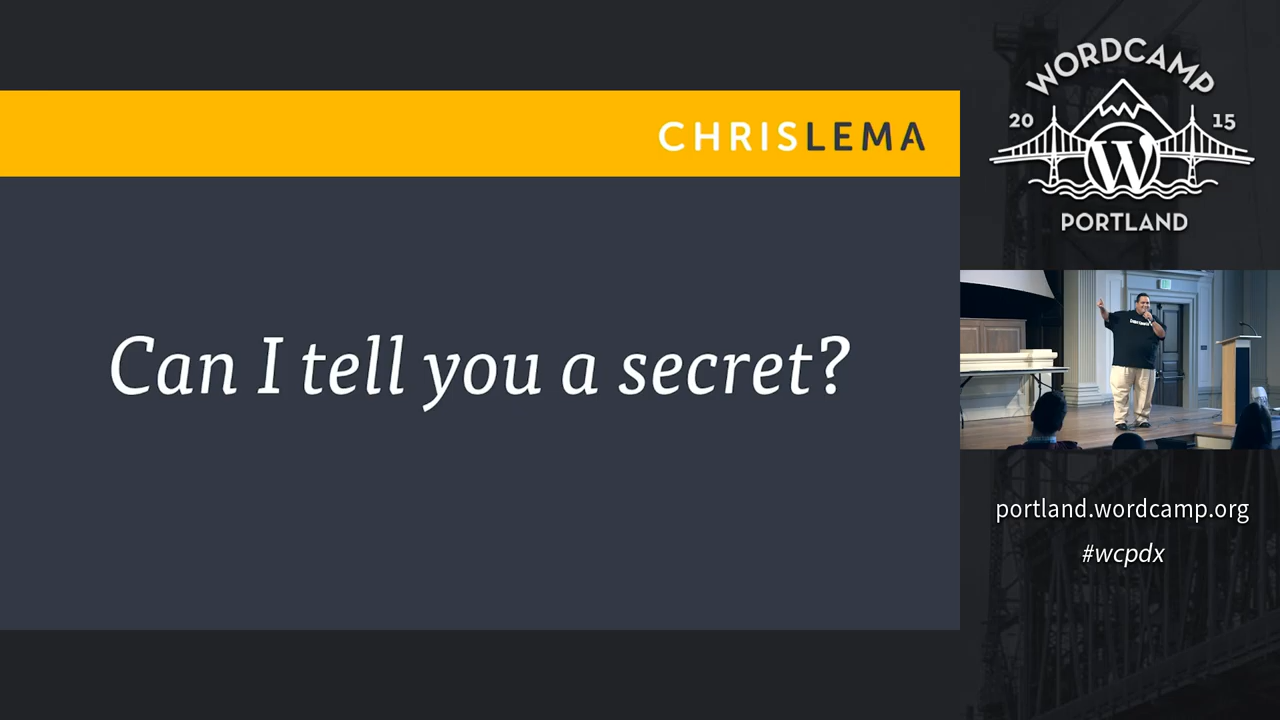 CHRISLEMA
Can I tell you a secret?
WORDCAMP
20 15
PORTLAND
portland.wordcamp.org
#wcpdx